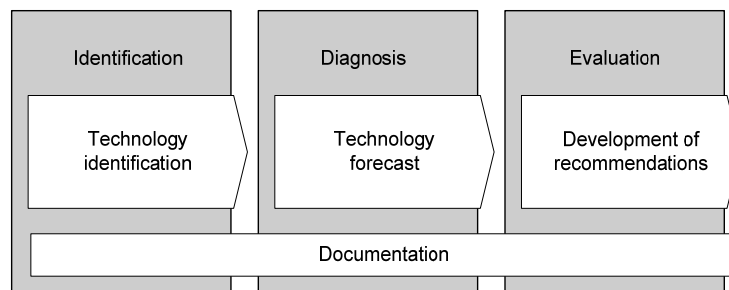 Identification
Diagnosis
Evaluation
Technology
identification
Technology
forecast
Development of
recommendations
Documentation